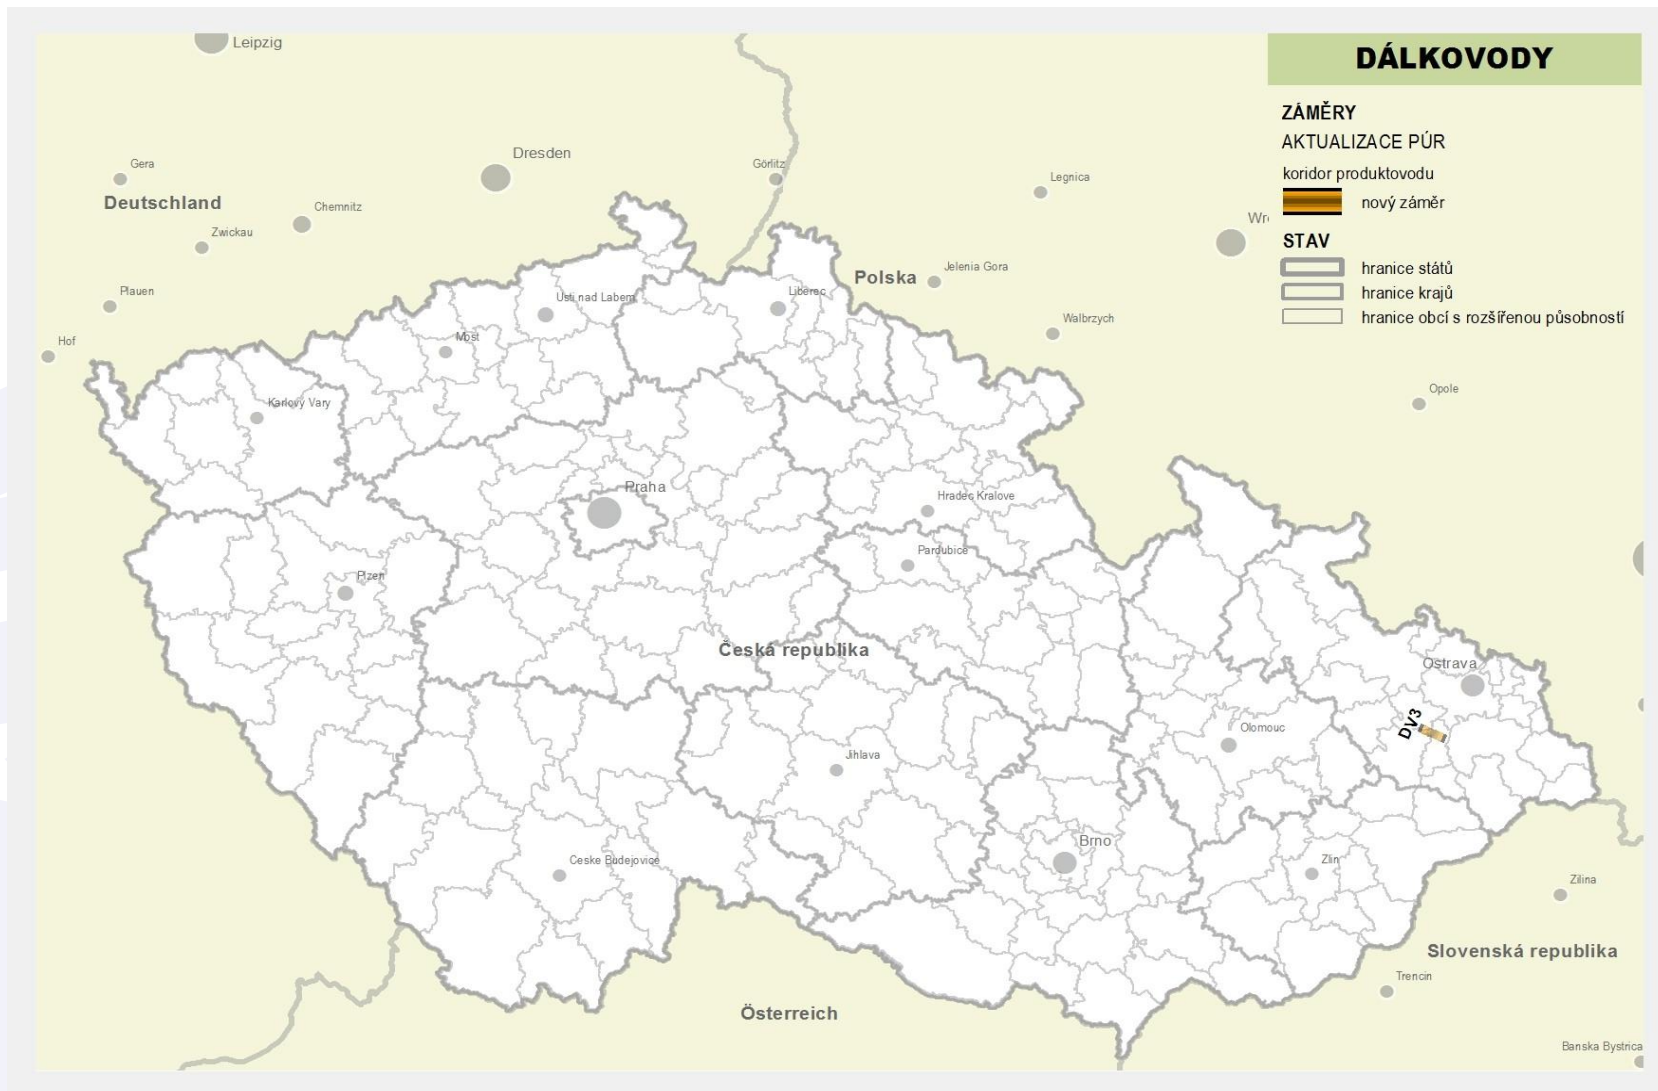 Leipzig
DÁLKOVODY
ZÁMĚRY
AKTUALIZACE PÚR
koridor produktovodu
nový záměr
STAV
hranice států
hranice krajů
hranice obcí s rozšířenou působností
Dresden
Gera
Görlitz
Legnica
Deutschland
Chemnitz
Zwickau
Jelenia Gora
Polska
Plauen
Usti nad Labem
Liberec
Walbrzych
Hof
Most
Opole
Karlovy Vary
Praha
Hradec Kralove
Pardubice
Plzen
Česká republika
Ostrava
DV3
Olomouc
Jihlava
Brno
Ceske Budejovice
Zlin
Zilina
Slovenská republika
Trencin
Österreich
Banska Bystrica